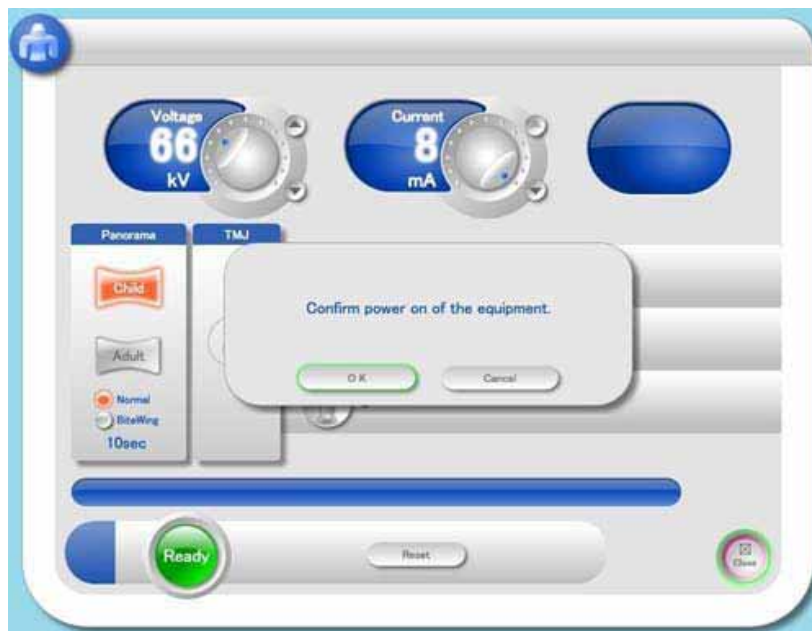 Voltage
66
kV
Current
8
mA
Panorama
TMJ
Child
Adult
Normal
BiteWing
10sec
Confirm power on of the equipment.
OK
Cancel
Ready
Reset
Close